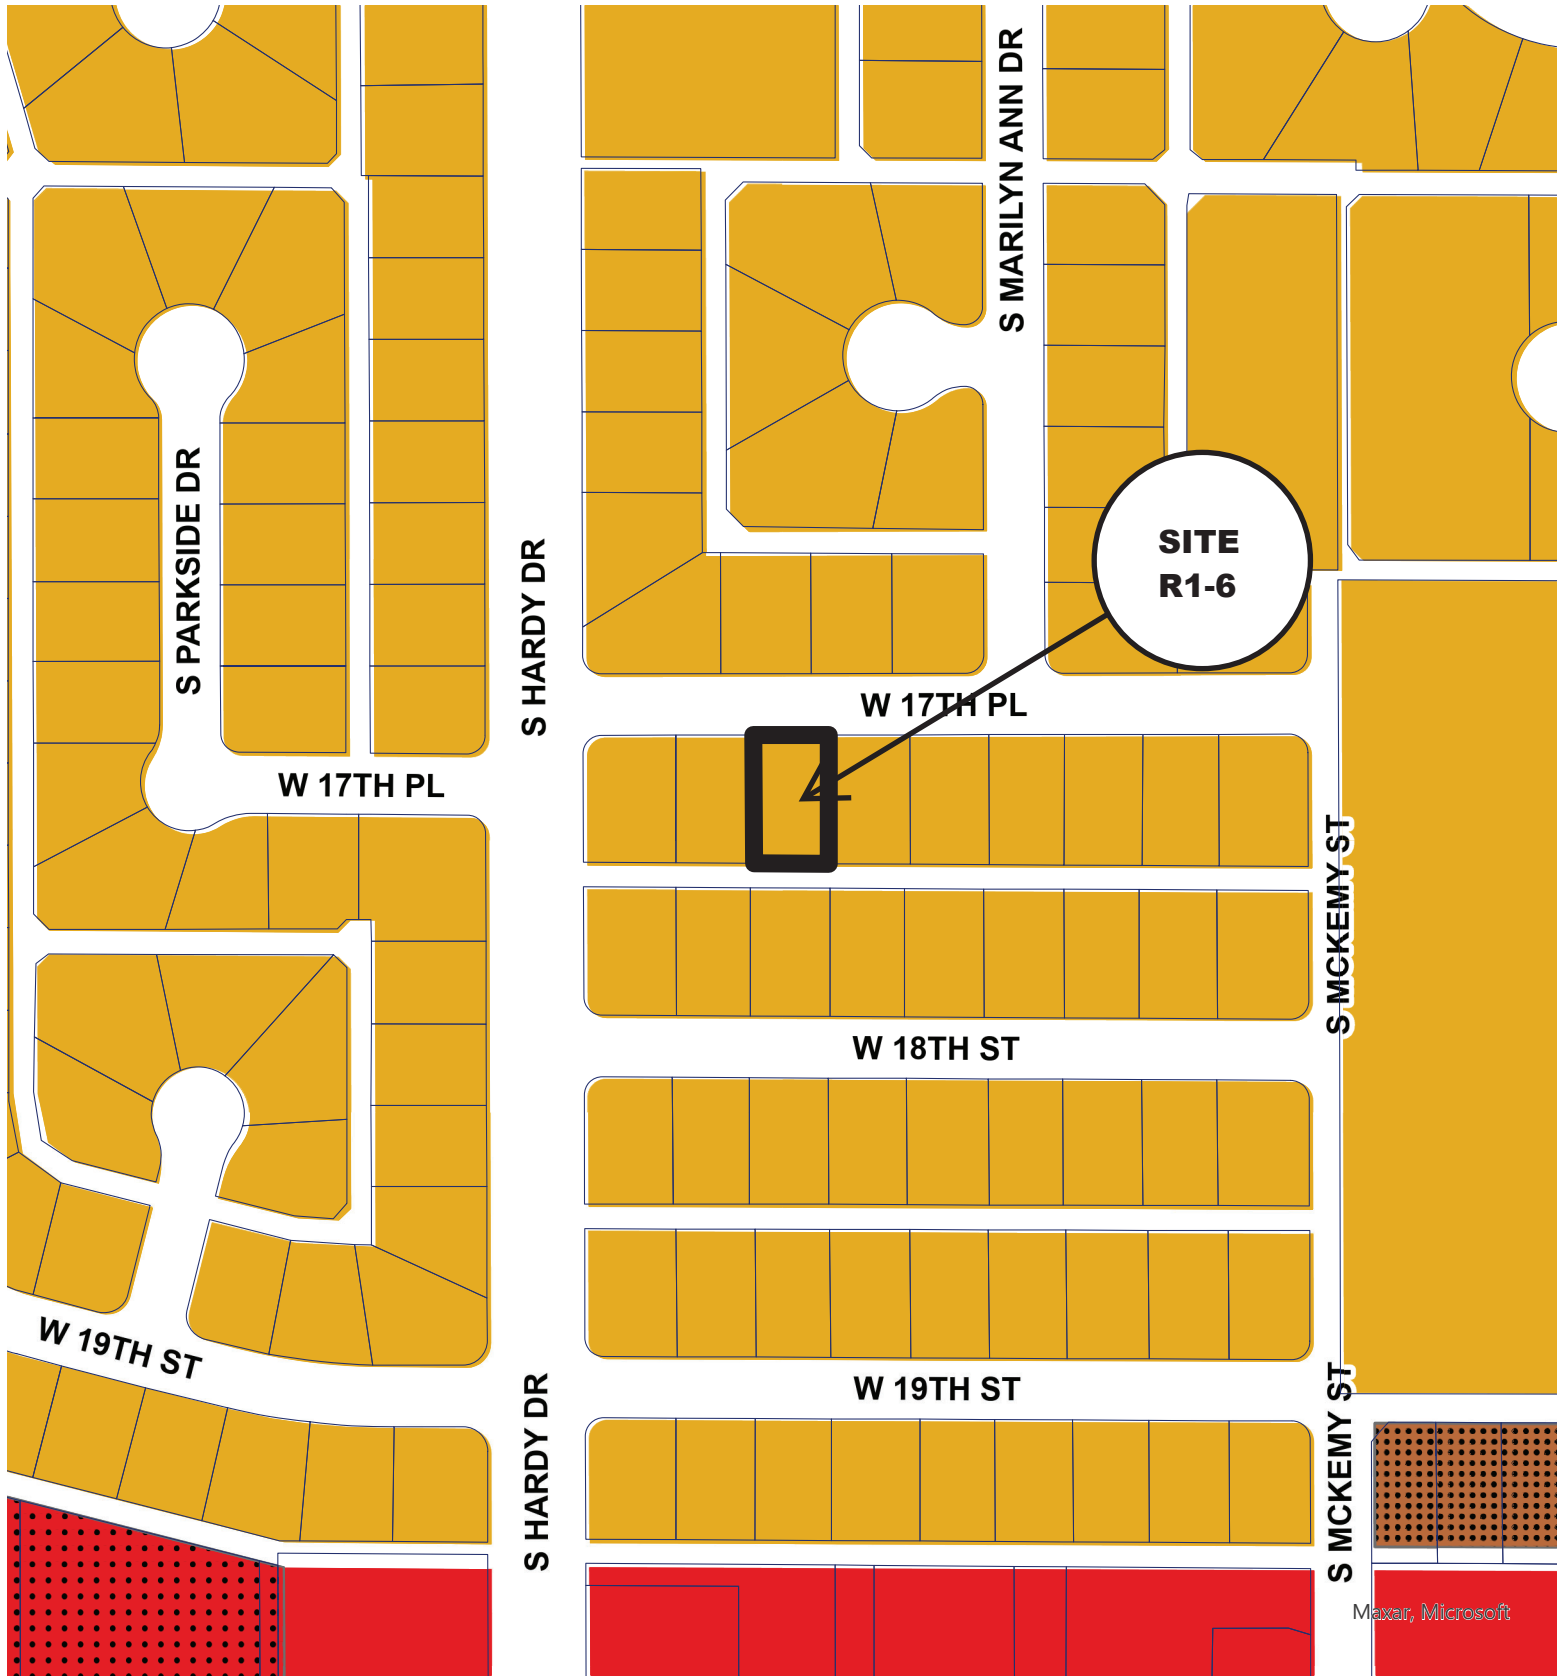 S MARILYN ANN DR
S PARKSIDE DR
S HARDY DR
SITE
R1-6
W 17TH PL
W 17TH PL
S MCKEMY ST
W 18TH ST
W 19TH ST
W 19TH ST
S HARDY DR
S MCKEMY ST
Maxar, Microsoft